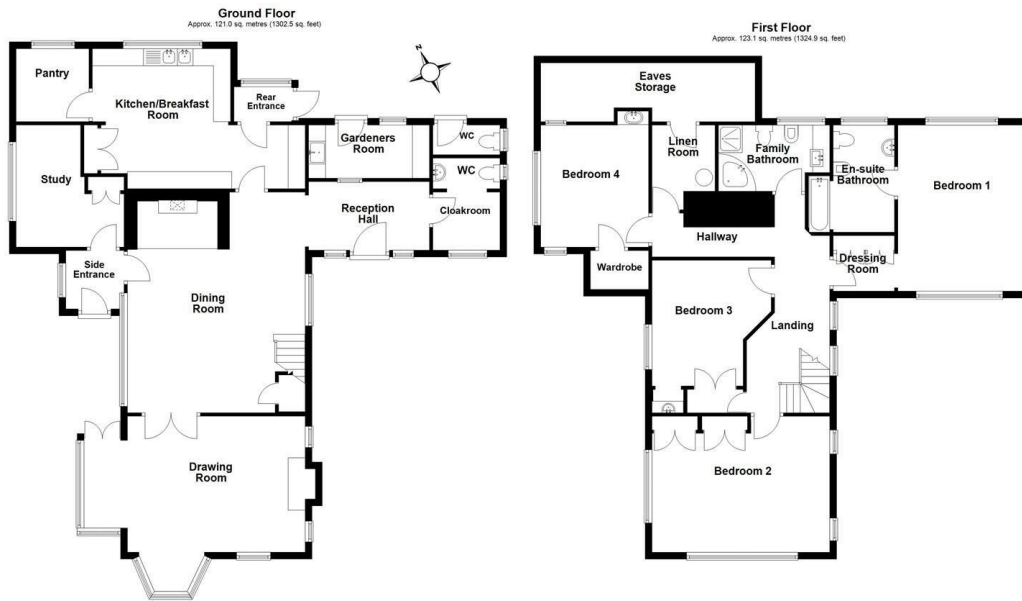 Ground Floor
Approx. 121.0 sq. metres (1302.5 sq. feet)
Pantry
Kitchen/Breakfast
Room
Rear
Entrance
N
Gardeners
Room
WC
WC
Study
Reception
Hall
Cloakroom
Side
Entrance
Dining
Room
Drawing
Room
First Floor
Approx. 123.1 sq. metres (1324.9 sq. feet)
Eaves
Storage
Linen
Room
Family
Bathroom
En-suite
Bathroom
Bedroom 1
Bedroom 4
Hallway
Wardrobe
Dressing
Room
Bedroom 3
Landing
Bedroom 2